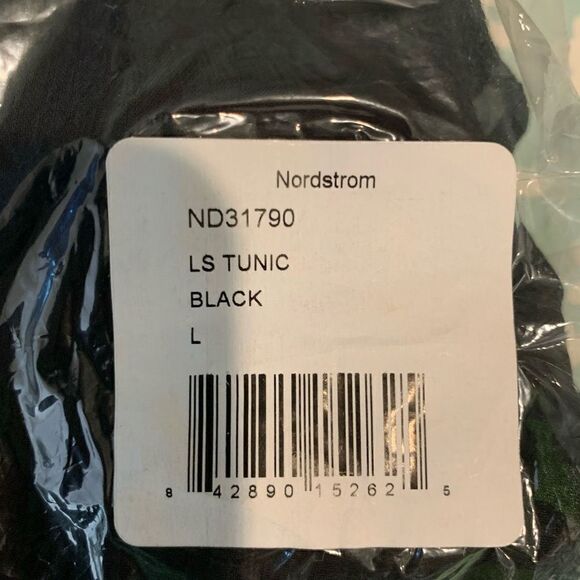 Nordstrom
ND31790
LS TUNIC
BLACK
L
8 42890 15262 5